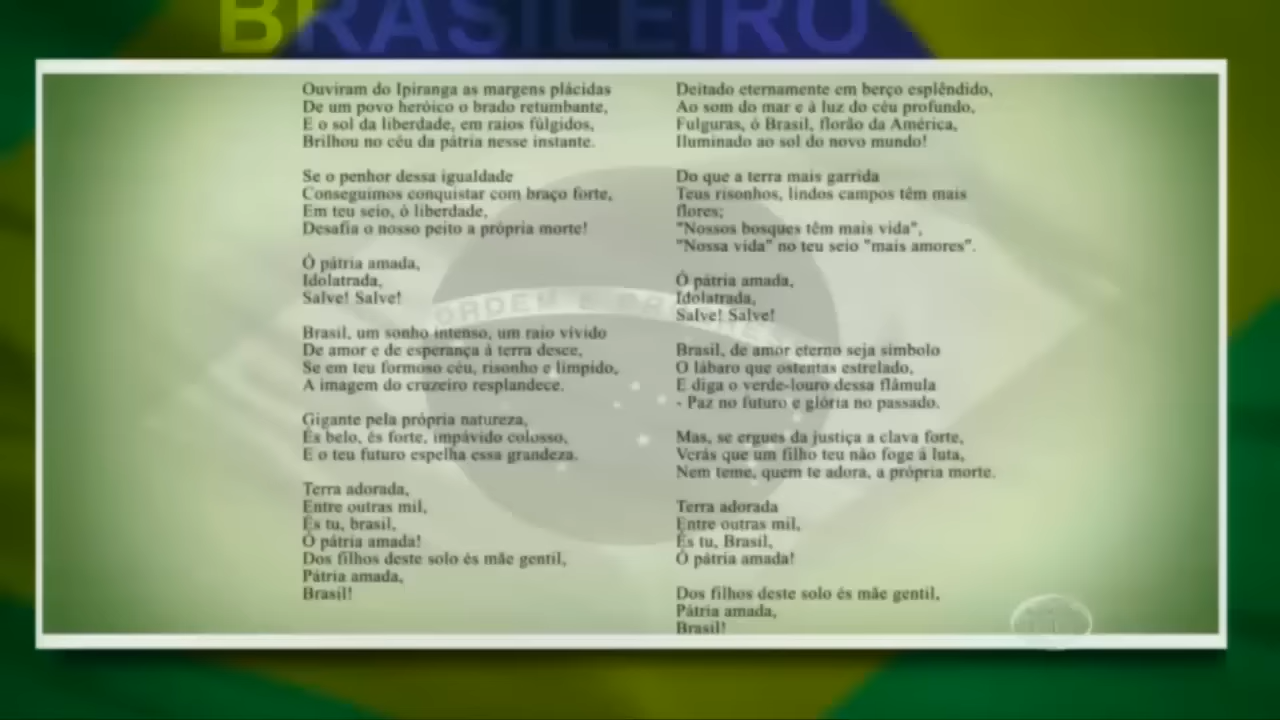 BRASILEIRO
Ouviram do Ipiranga as margens plácidas
De um povo heróico o brado retumbante,
E o sol da liberdade, em raios fúlgidos,
Brilhou no céu da pátria nesse instante.
Se o penhor dessa igualdade
Conseguimos conquistar com braço forte,
Em teu seio, ó liberdade,
Desafia o nosso peito a própria morte!
Ó pátria amada,
Idolatrada,
Salve! Salve!
Brasil, um sonho intenso, um raio vívido
De amor e de esperança à terra desce,
Se em teu formoso céu, risonho e límpido,
A imagem do cruzeiro resplandece.
Gigante pela própria natureza,
És belo, és forte, impávido colosso,
E o teu futuro espelha essa grandeza.
Terra adorada,
Entre outras mil,
És tu, brasil,
Ó pátria amada!
Dos filhos deste solo és mãe gentil,
Pátria amada,
Brasil!
Deitado eternamente em berço esplêndido,
Ao som do mar e à luz do céu profundo,
Fulguras, ó Brasil, florão da América,
Iluminado ao sol do novo mundo!
Do que a terra mais garrida
Teus risonhos, lindos campos têm mais
flores;
"Nossos bosques têm mais vida",
"Nossa vida" no teu seio "mais amores".
Ó pátria amada,
Idolatrada,
Salve! Salve!
Brasil, de amor eterno seja símbolo
O lábaro que ostentas estrelado,
E diga o verde-louro dessa flâmula
- Paz no futuro e glória no passado.
Mas, se ergues da justiça a clava forte,
Verás que um filho teu não foge à luta,
Nem teme, quem te adora, a própria morte.
Terra adorada
Entre outras mil,
És tu, Brasil,
Ó pátria amada!
Dos filhos deste solo és mãe gentil,
Pátria amada,
Brasil!
ORDEM E PROGRE